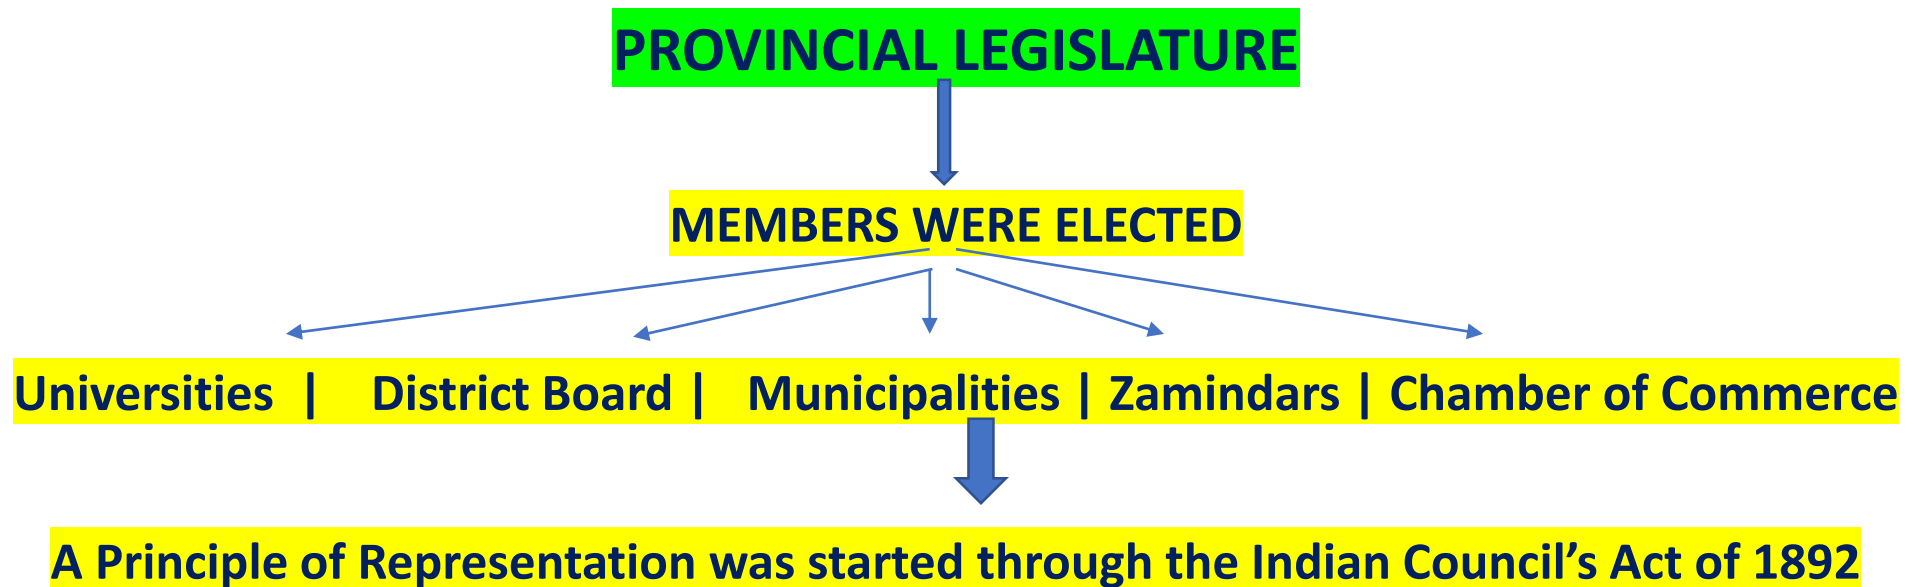 PROVINCIAL LEGISLATURE
MEMBERS WERE ELECTED
Universities | District Board | Municipalities | Zamindars | Chamber of Commerce
A Principle of Representation was started through the Indian Council’s Act of 1892